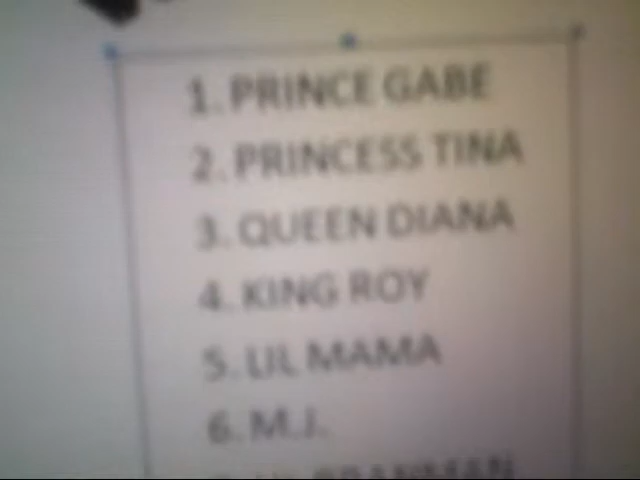 1. PRINCE GABE
2. PRINCESS TINA
3. QUEEN DIANA
4. KING ROY
5. LIL MAMA
6. M.J.